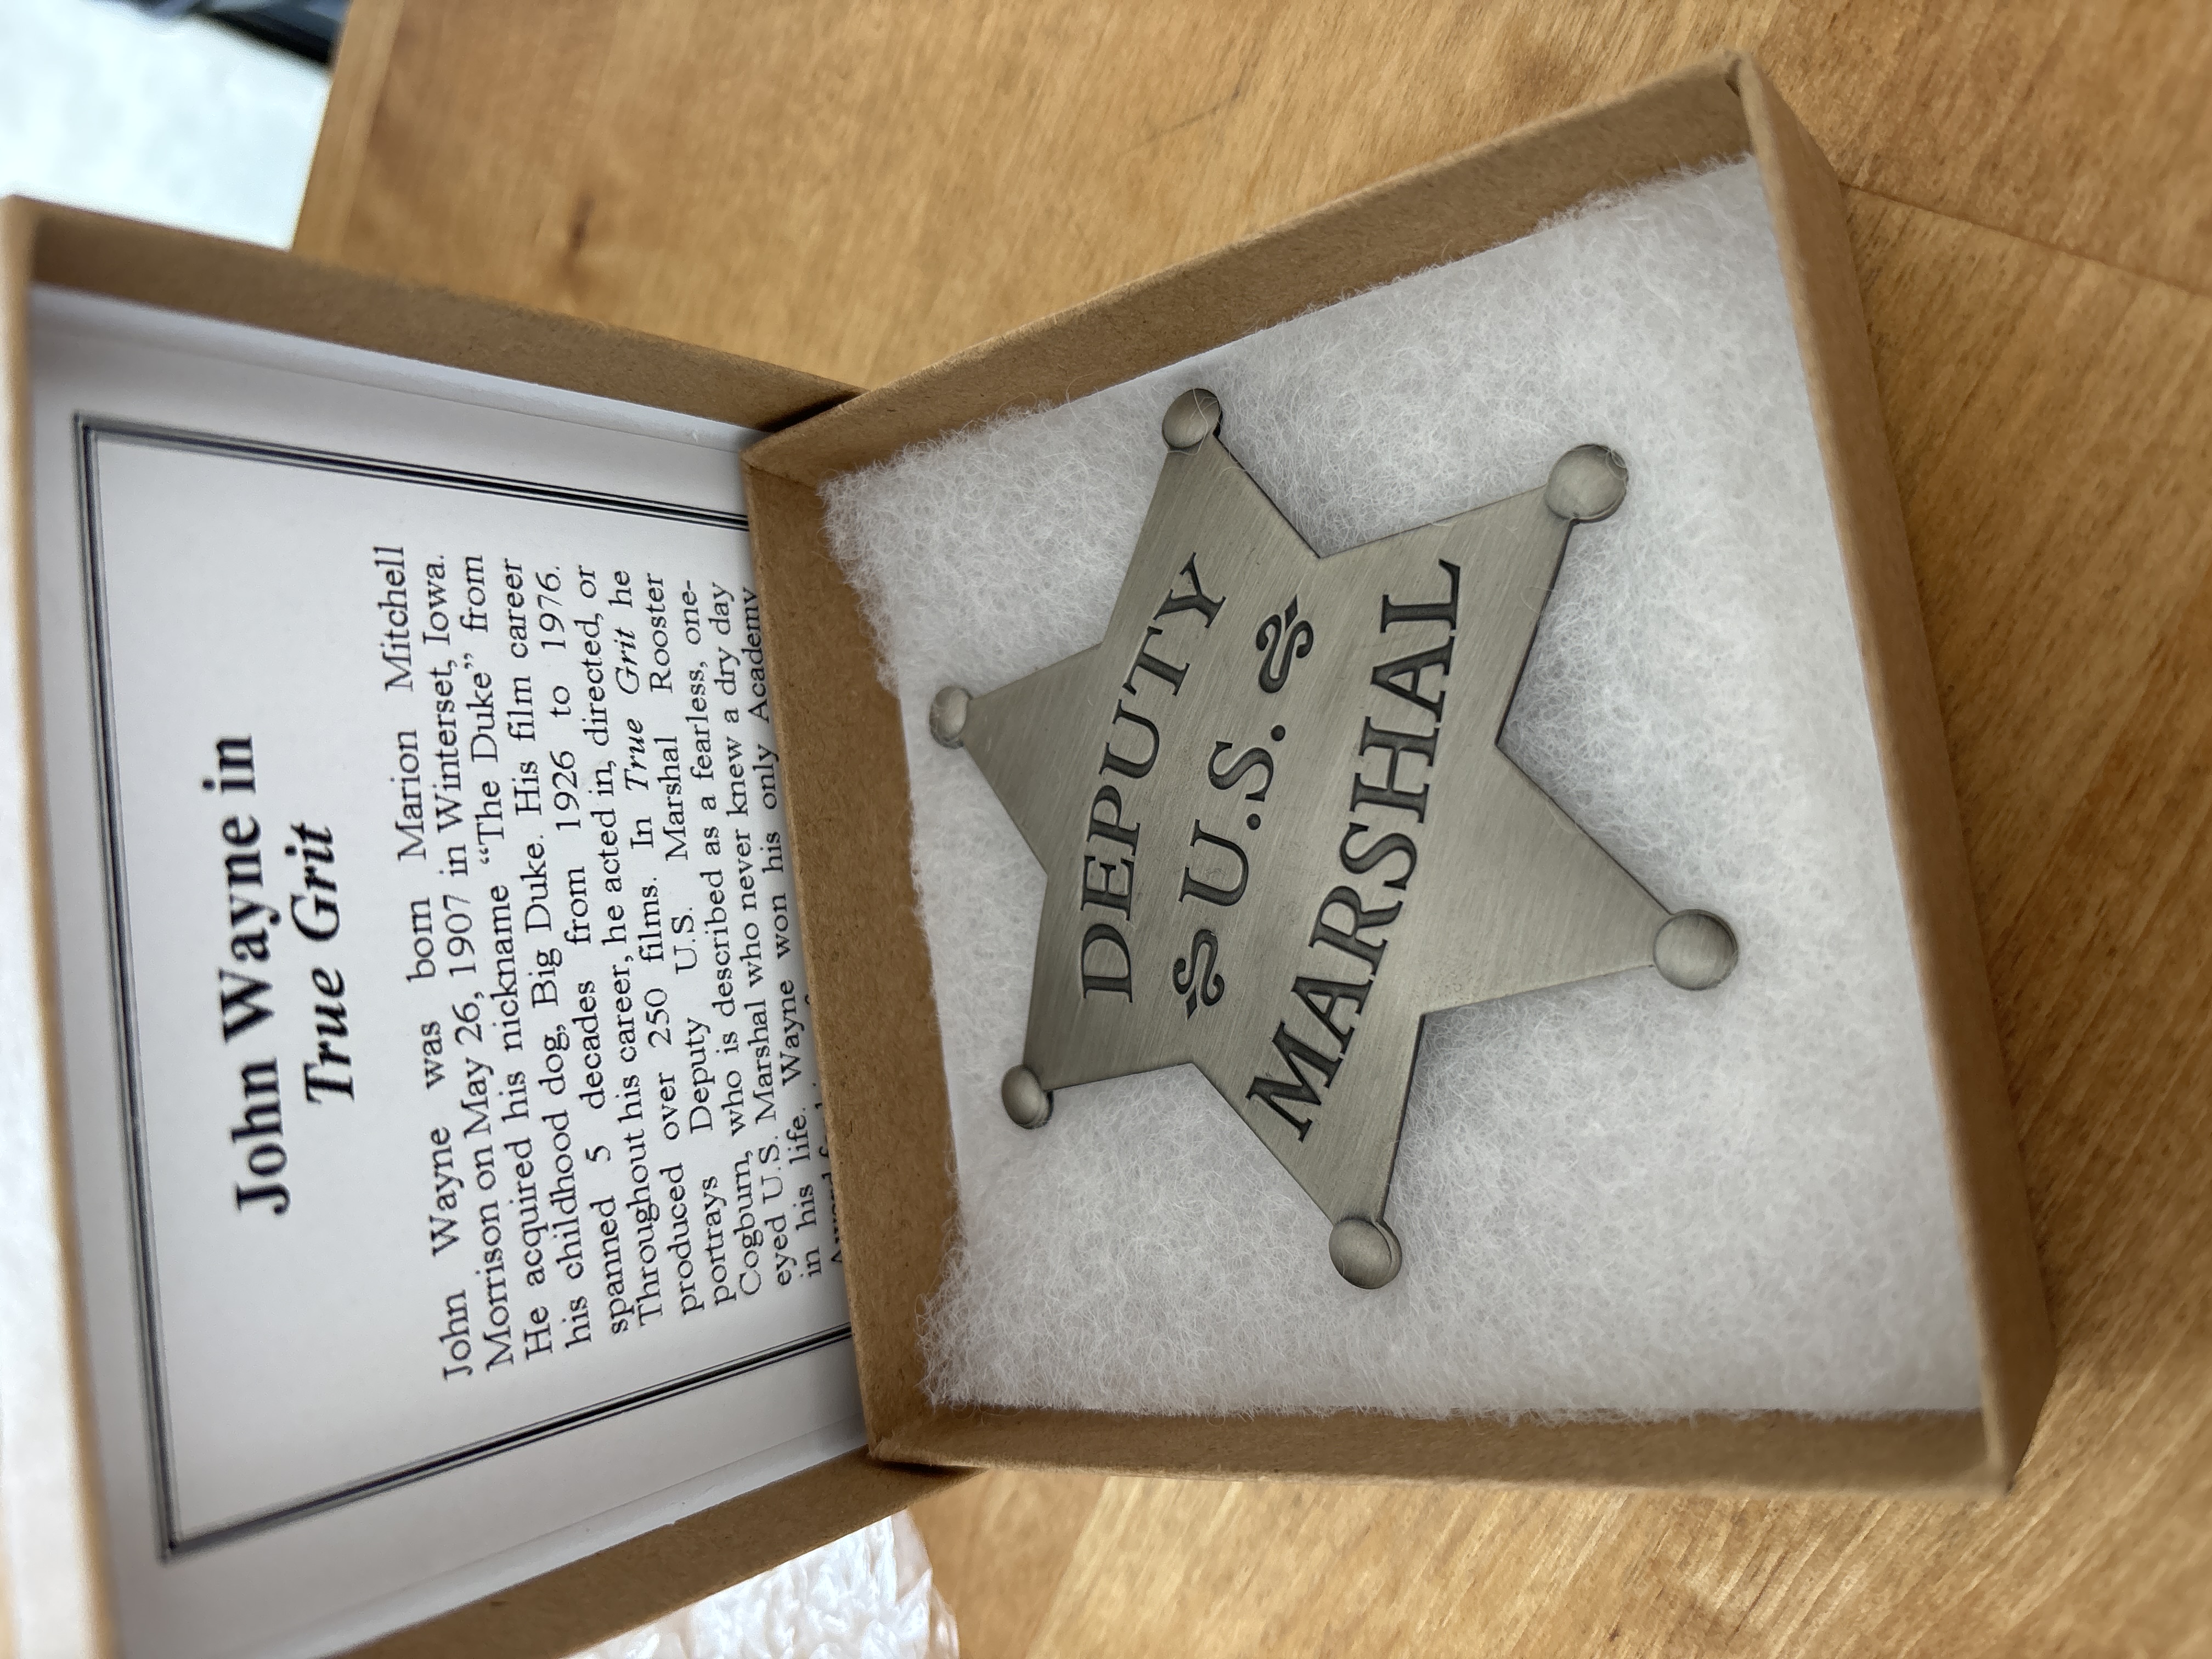 John Wayne in
True Grit
John Wayne was born Marion Mitchell
Morrison on May 26, 1907 in Winterset, Iowa.
He acquired his nickname “The Duke” from
his childhood dog, Big Duke. His film career
spanned 5 decades from 1926 to 1976.
Throughout his career, he acted in, directed, or
produced over 250 films. In True Grit he
portrays Deputy U.S. Marshal Rooster
Cogburn, who is described as a fearless, one-
eyed U.S. Marshal who never knew a dry day
in his life. Wayne won his only Academy
DEPUTY
U.S.
MARSHAL